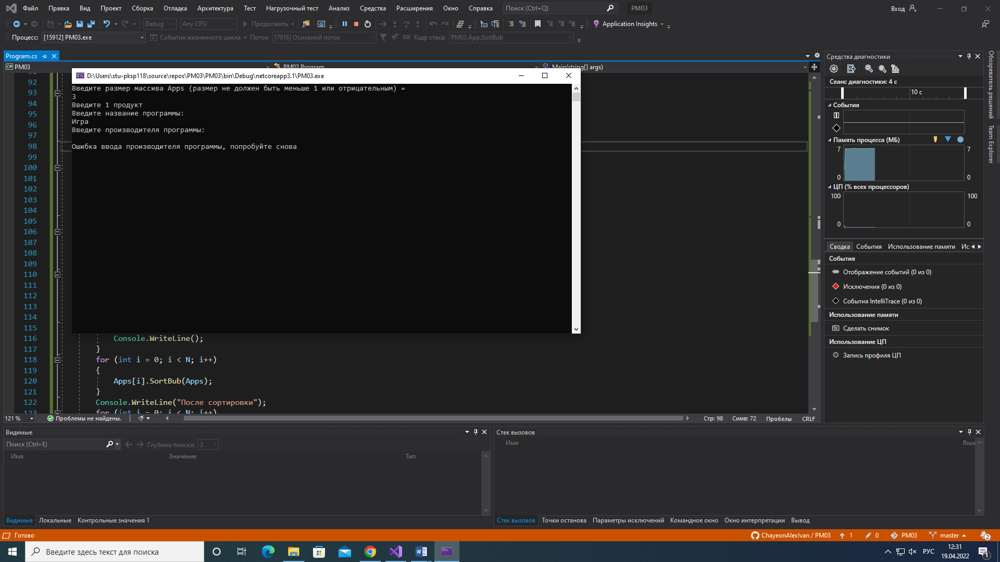 Файл Правка Вид Проект Сборка Отладка Архитектура Тест Нагрузочный тест Анализ Средства Расширения Окно Справка Поиск (Ctrl+Q) PM03 Вход
Debug Any CPU Продолжить Application Insights
Процесс: [15912] PM03.exe События жизненного цикла Поток: [7916] Основной поток Кадр стека: PM03.App.SortBub
Program.cs
PM03 PM03.Program Main(string[] args)
D:\Users\stu-pksp118\source\repos\PM03\PM03\bin\Debug\netcoreapp3.1\PM03.exe
Введите размер массива Apps (размер не должен быть меньше 1 или отрицательным) =
3
Введите 1 продукт
Введите название программы:
Игра
Введите производителя программы:
Ошибка ввода производителя программы, попробуйте снова
91
92
93
94
95
96
97
98
99
100
101
102
103
104
105
106
107
108
109
110
111
112
113
114
115
116 Console.WriteLine();
117 }
118 for (int i = 0; i < N; i++)
119 {
120 Apps[i].SortBub(Apps);
121 }
122 Console.WriteLine("После сортировки");
123 for (int i = 0; i < N; i++)
121 % Проблемы не найдены. Стр: 98 Симв: 72 Пробелы CRLF
Средства диагностики
Сеанс диагностики: 4 с
10 с
События
Память процесса (МБ)
7 7
0 0
ЦП (% всех процессоров)
100 100
0 0
Сводка События Использование памяти Ис
События
Отображение событий (0 из 0)
Исключения (0 из 0)
События IntelliTrace (0 из 0)
Использование памяти
Сделать снимок
Использование ЦП
Запись профиля ЦП
Обозреватель решений
Team Explorer
Видимые
Поиск (Ctrl+E) Глубина поиска: 3
Имя Значение Тип
Видимые Локальные Контрольные значения 1
Стек вызовов
Имя Язык
Стек вызовов Точки останова Параметры исключений Командное окно Окно интерпретации Вывод
Готово ChayeonAlexIvan / PM03 1 0 PM03 master 2
Введите здесь текст для поиска
РУС 12:31
19.04.2022
1